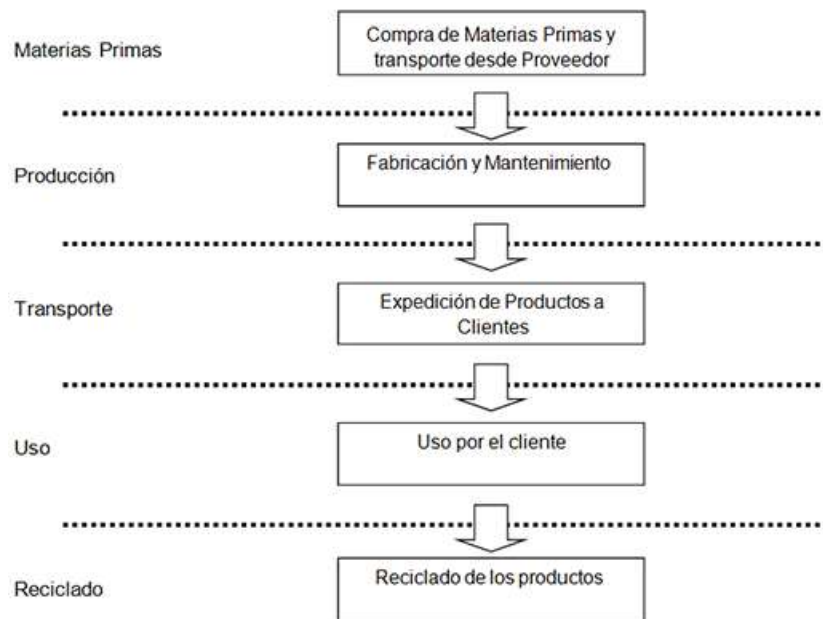 Materias Primas
Compra de Materias Primas y
transporte desde Proveedor
Producción
Fabricación y Mantenimiento
Transporte
Expedición de Productos a
Clientes
Uso
Uso por el cliente
Reciclado
Reciclado de los productos